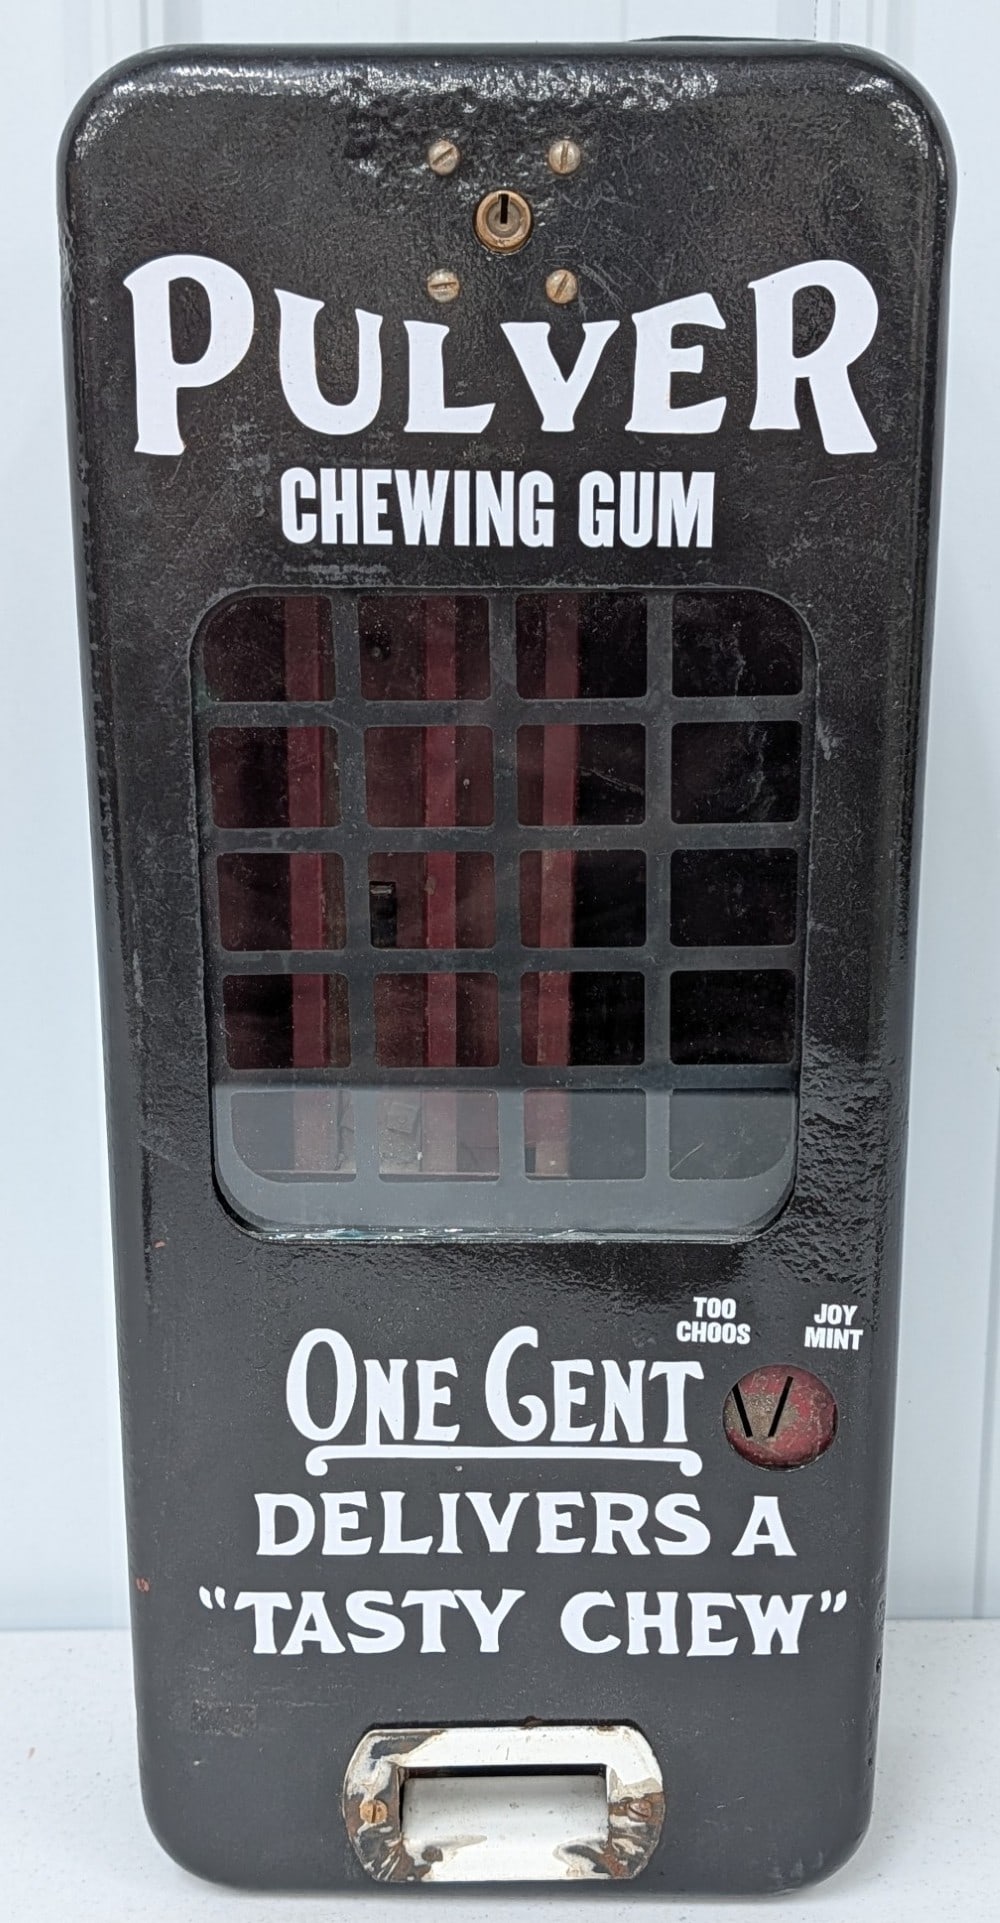 PULVER
CHEWING GUM
TOO CHOOS
JOY MINT
ONE CENT
DELIVERS A
"TASTY CHEW"